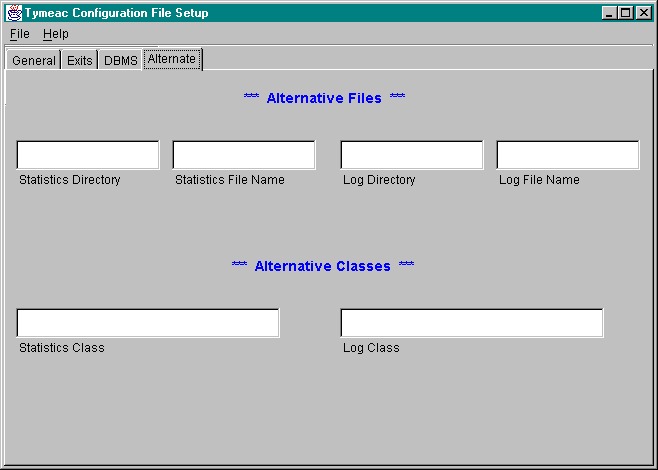 Tymeac Configuration File Setup
File Help
General Exits DBMS Alternate
*** Alternative Files ***
Statistics Directory Statistics File Name Log Directory Log File Name
*** Alternative Classes ***
Statistics Class Log Class